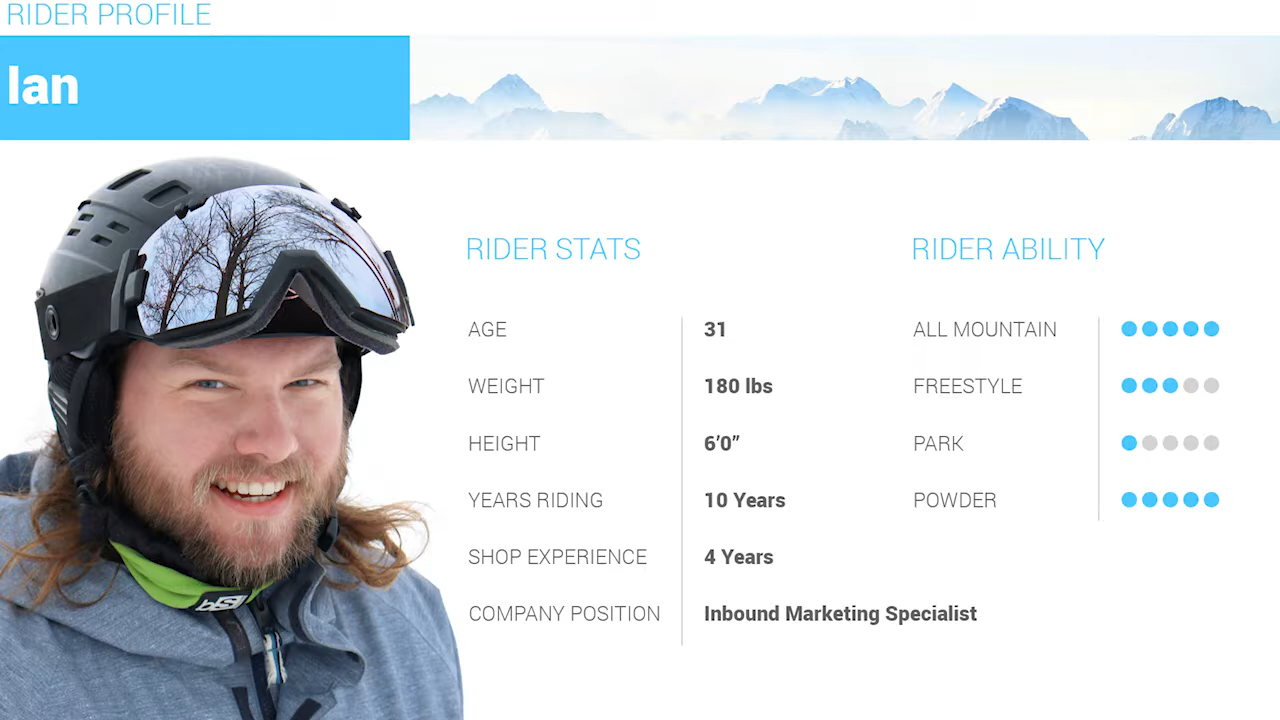 RIDER PROFILE
Ian
RIDER STATS
AGE 31
WEIGHT 180 lbs
HEIGHT 6’0”
YEARS RIDING 10 Years
SHOP EXPERIENCE 4 Years
COMPANY POSITION Inbound Marketing Specialist
RIDER ABILITY
ALL MOUNTAIN
FREESTYLE
PARK
POWDER